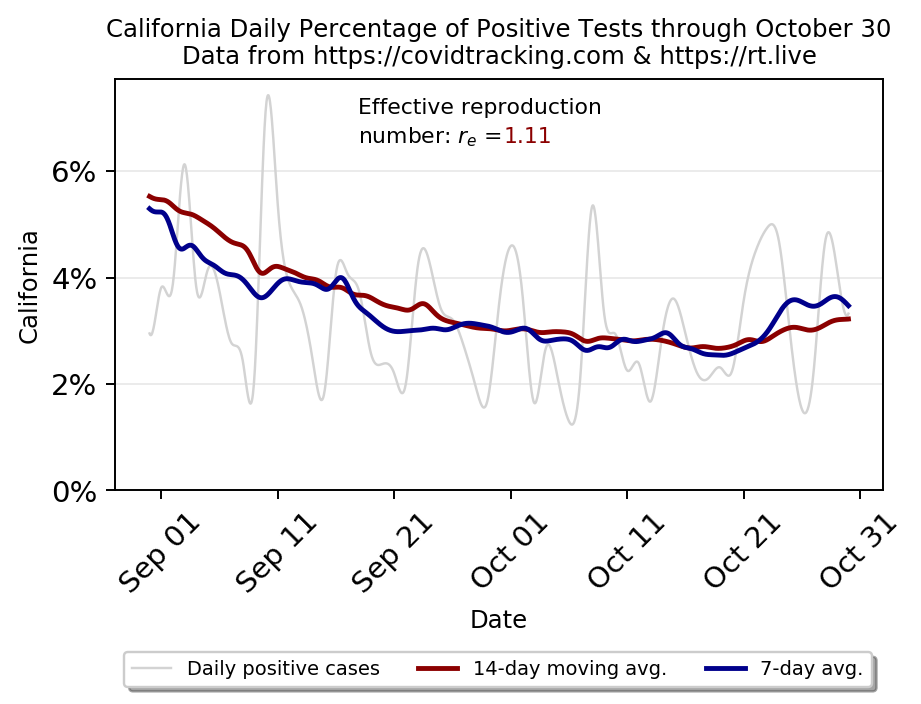 California Daily Percentage of Positive Tests through October 30
Data from https://covidtracking.com & https://rt.live
Effective reproduction
number: rₑ =1.11
6%
4%
2%
0%
California
Sep 01
Sep 11
Sep 21
Oct 01
Oct 11
Oct 21
Oct 31
Date
Daily positive cases
14-day moving avg.
7-day avg.